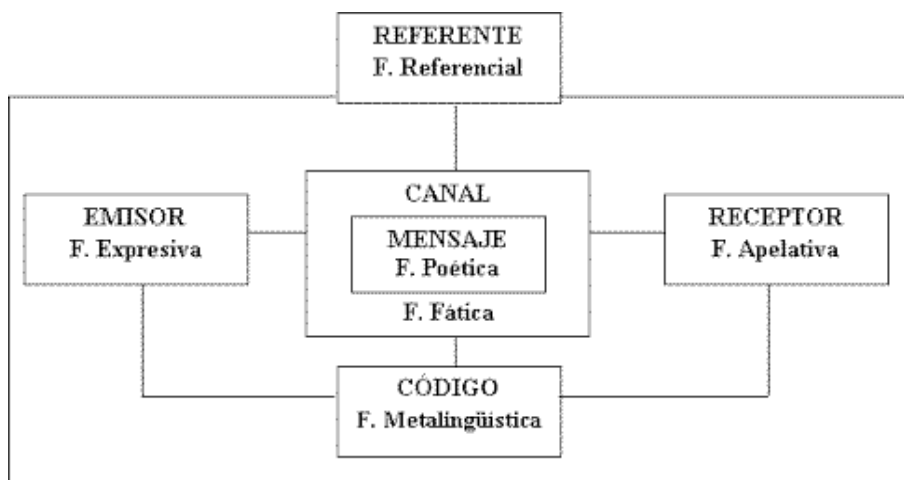 REFERENTE
F. Referencial
CANAL
EMISOR
F. Expresiva
MENSAJE
F. Poética
RECEPTOR
F. Apelativa
F. Fática
CÓDIGO
F. Metalingüística